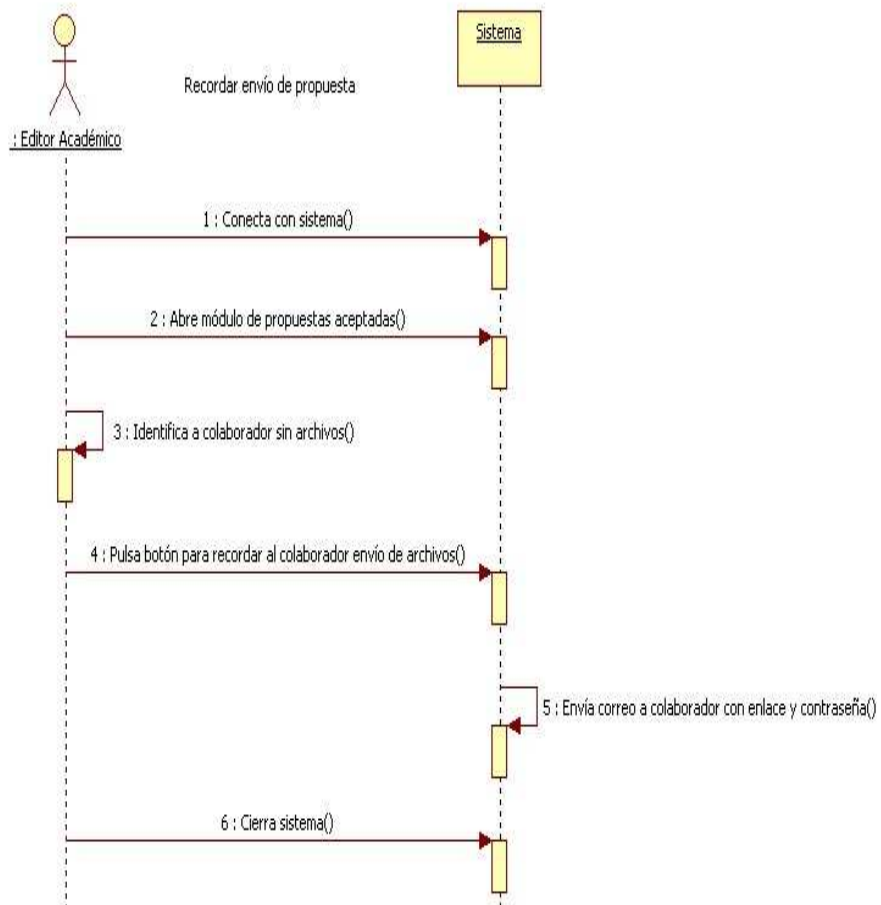 Sistema
Recordar envío de propuesta
: Editor Académico
1 : Conecta con sistema()
2 : Abre módulo de propuestas aceptadas()
3 : Identifica a colaborador sin archivos()
4 : Pulsa botón para recordar al colaborador envío de archivos()
5 : Envía correo a colaborador con enlace y contraseña()
6 : Cierra sistema()